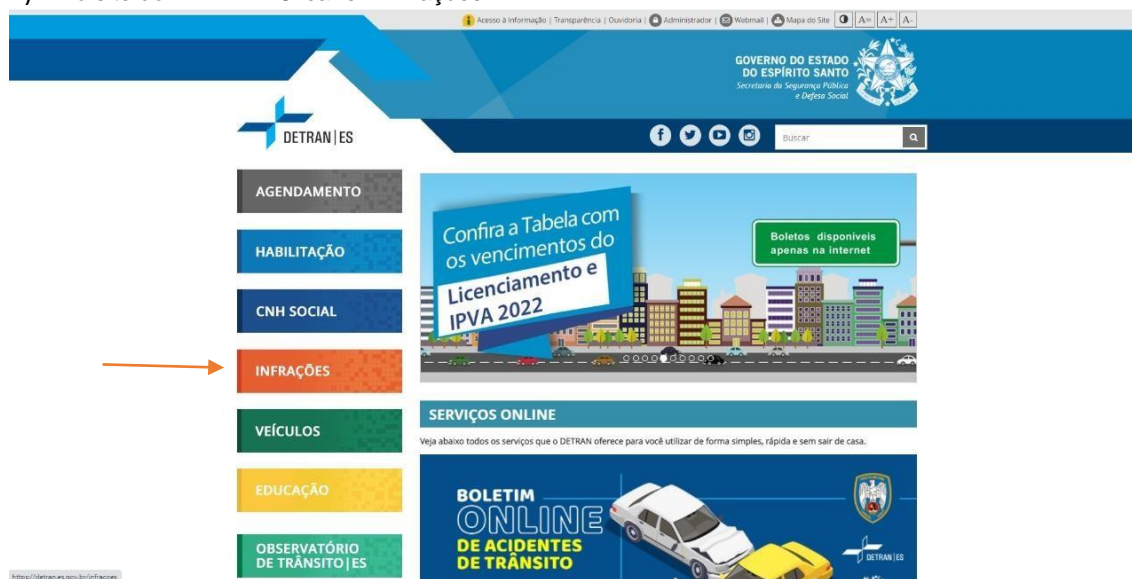 Acesso à Informação | Transparência | Ouvidoria | Administrador | Webmail | Mapa do Site A= A+ A-
GOVERNO DO ESTADO
DO ESPÍRITO SANTO
Secretaria da Segurança Pública
e Defesa Social
DETRAN|ES
Buscar
AGENDAMENTO
HABILITAÇÃO
CNH SOCIAL
INFRAÇÕES
VEÍCULOS
EDUCAÇÃO
OBSERVATÓRIO
DE TRÂNSITO|ES
Confira a Tabela com
os vencimentos do
Licenciamento e
IPVA 2022
Boletos disponíveis
apenas na internet
SERVIÇOS ONLINE
Veja abaixo todos os serviços que o DETRAN oferece para você utilizar de forma simples, rápida e sem sair de casa.
BOLETIM
ONLINE
DE ACIDENTES
DE TRÂNSITO
DETRAN|ES
https://detran.es.gov.br/infracoes